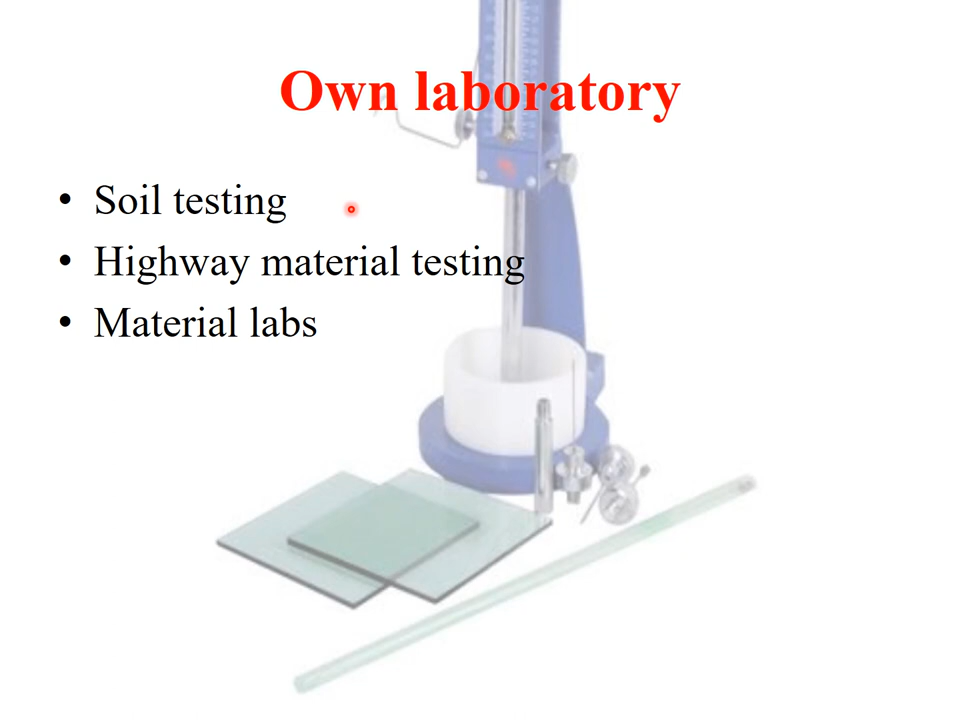 Own laboratory
• Soil testing
• Highway material testing
• Material labs